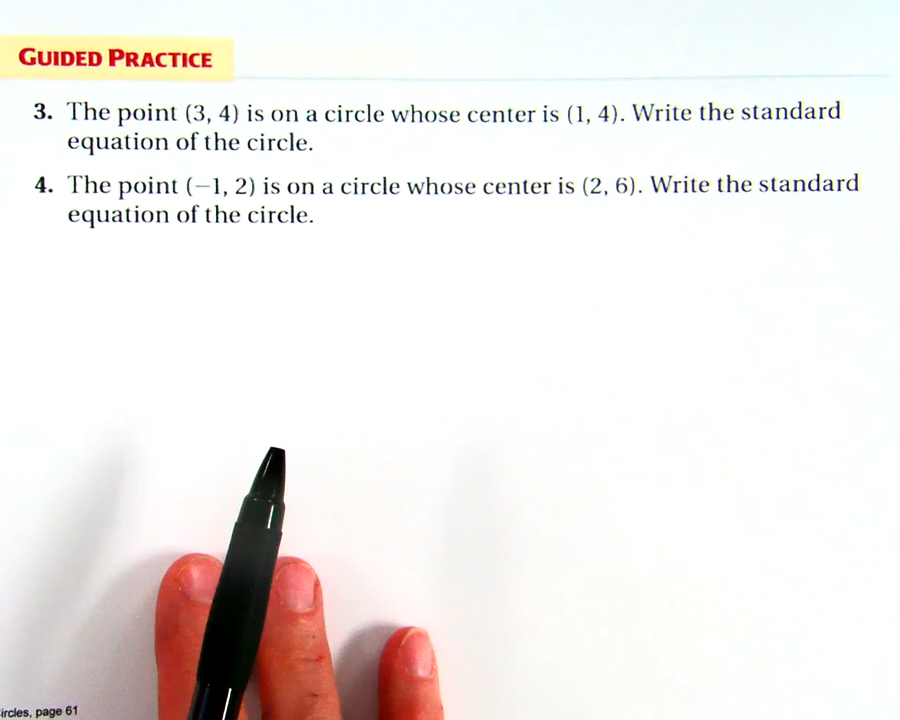 GUIDED PRACTICE
3. The point (3, 4) is on a circle whose center is (1, 4). Write the standard
equation of the circle.
4. The point (−1, 2) is on a circle whose center is (2, 6). Write the standard
equation of the circle.
ircles, page 61